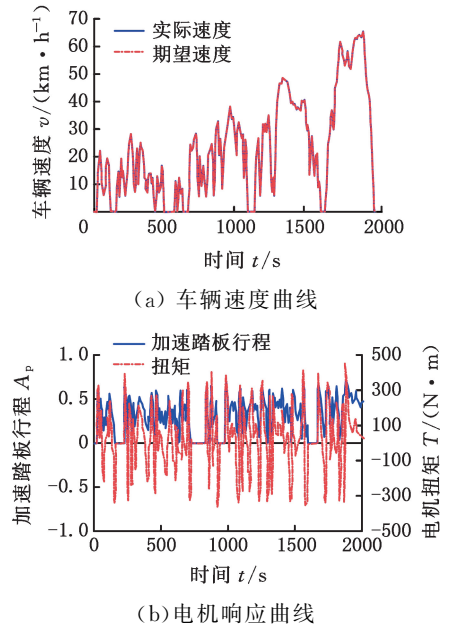 实际速度
期望速度
车辆速度 v/(km·h⁻¹)
70
60
50
40
30
20
10
0
500
1000
1500
2000
时间 t/s
(a) 车辆速度曲线
加速踏板行程
扭矩
加速踏板行程 Aₚ
1.0
0.5
0
-0.5
-1.0
500
300
100
-100
-300
-500
电机扭矩 T/(N·m)
0
500
1000
1500
2000
时间 t/s
(b)电机响应曲线